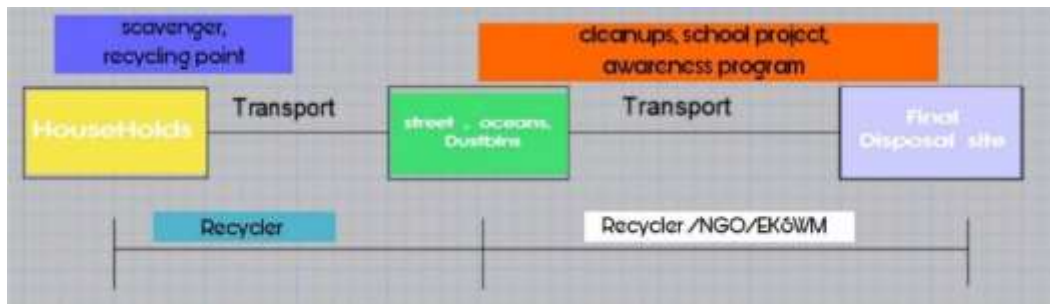 scavenger,
recycling point
cleanups, school project,
awareness program
HouseHolds
Transport
street , oceans,
Dustbins
Transport
Final
Disposal site
Recycler
Recycler /NGO/EKSWM